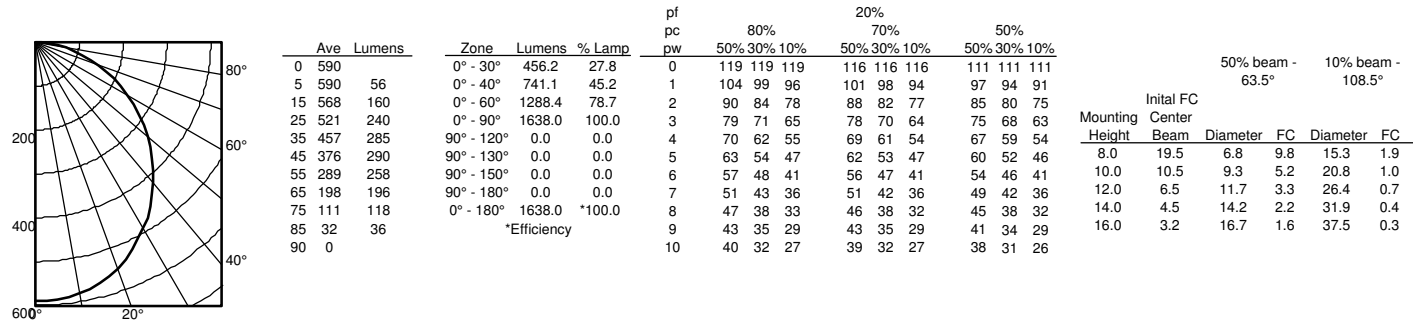 80°
60°
40°
200
400
600
0°
20°
Ave Lumens
0 590
5 590 56
15 568 160
25 521 240
35 457 285
45 376 290
55 289 258
65 198 196
75 111 118
85 32 36
90 0
Zone Lumens % Lamp
0° - 30° 456.2 27.8
0° - 40° 741.1 45.2
0° - 60° 1288.4 78.7
0° - 90° 1638.0 100.0
90° - 120° 0.0 0.0
90° - 130° 0.0 0.0
90° - 150° 0.0 0.0
90° - 180° 0.0 0.0
0° - 180° 1638.0 *100.0
*Efficiency
pf 20%
pc 80% 70% 50%
pw 50% 30% 10% 50% 30% 10% 50% 30% 10%
0 119 119 119 116 116 116 111 111 111
1 104 99 96 101 98 94 97 94 91
2 90 84 78 88 82 77 85 80 75
3 79 71 65 78 70 64 75 68 63
4 70 62 55 69 61 54 67 59 54
5 63 54 47 62 53 47 60 52 46
6 57 48 41 56 47 41 54 46 41
7 51 43 36 51 42 36 49 42 36
8 47 38 33 46 38 32 45 38 32
9 43 35 29 43 35 29 41 34 29
10 40 32 27 39 32 27 38 31 26
50% beam - 10% beam -
63.5° 108.5°
Inital FC
Mounting Center
Height Beam Diameter FC Diameter FC
8.0 19.5 6.8 9.8 15.3 1.9
10.0 10.5 9.3 5.2 20.8 1.0
12.0 6.5 11.7 3.3 26.4 0.7
14.0 4.5 14.2 2.2 31.9 0.4
16.0 3.2 16.7 1.6 37.5 0.3